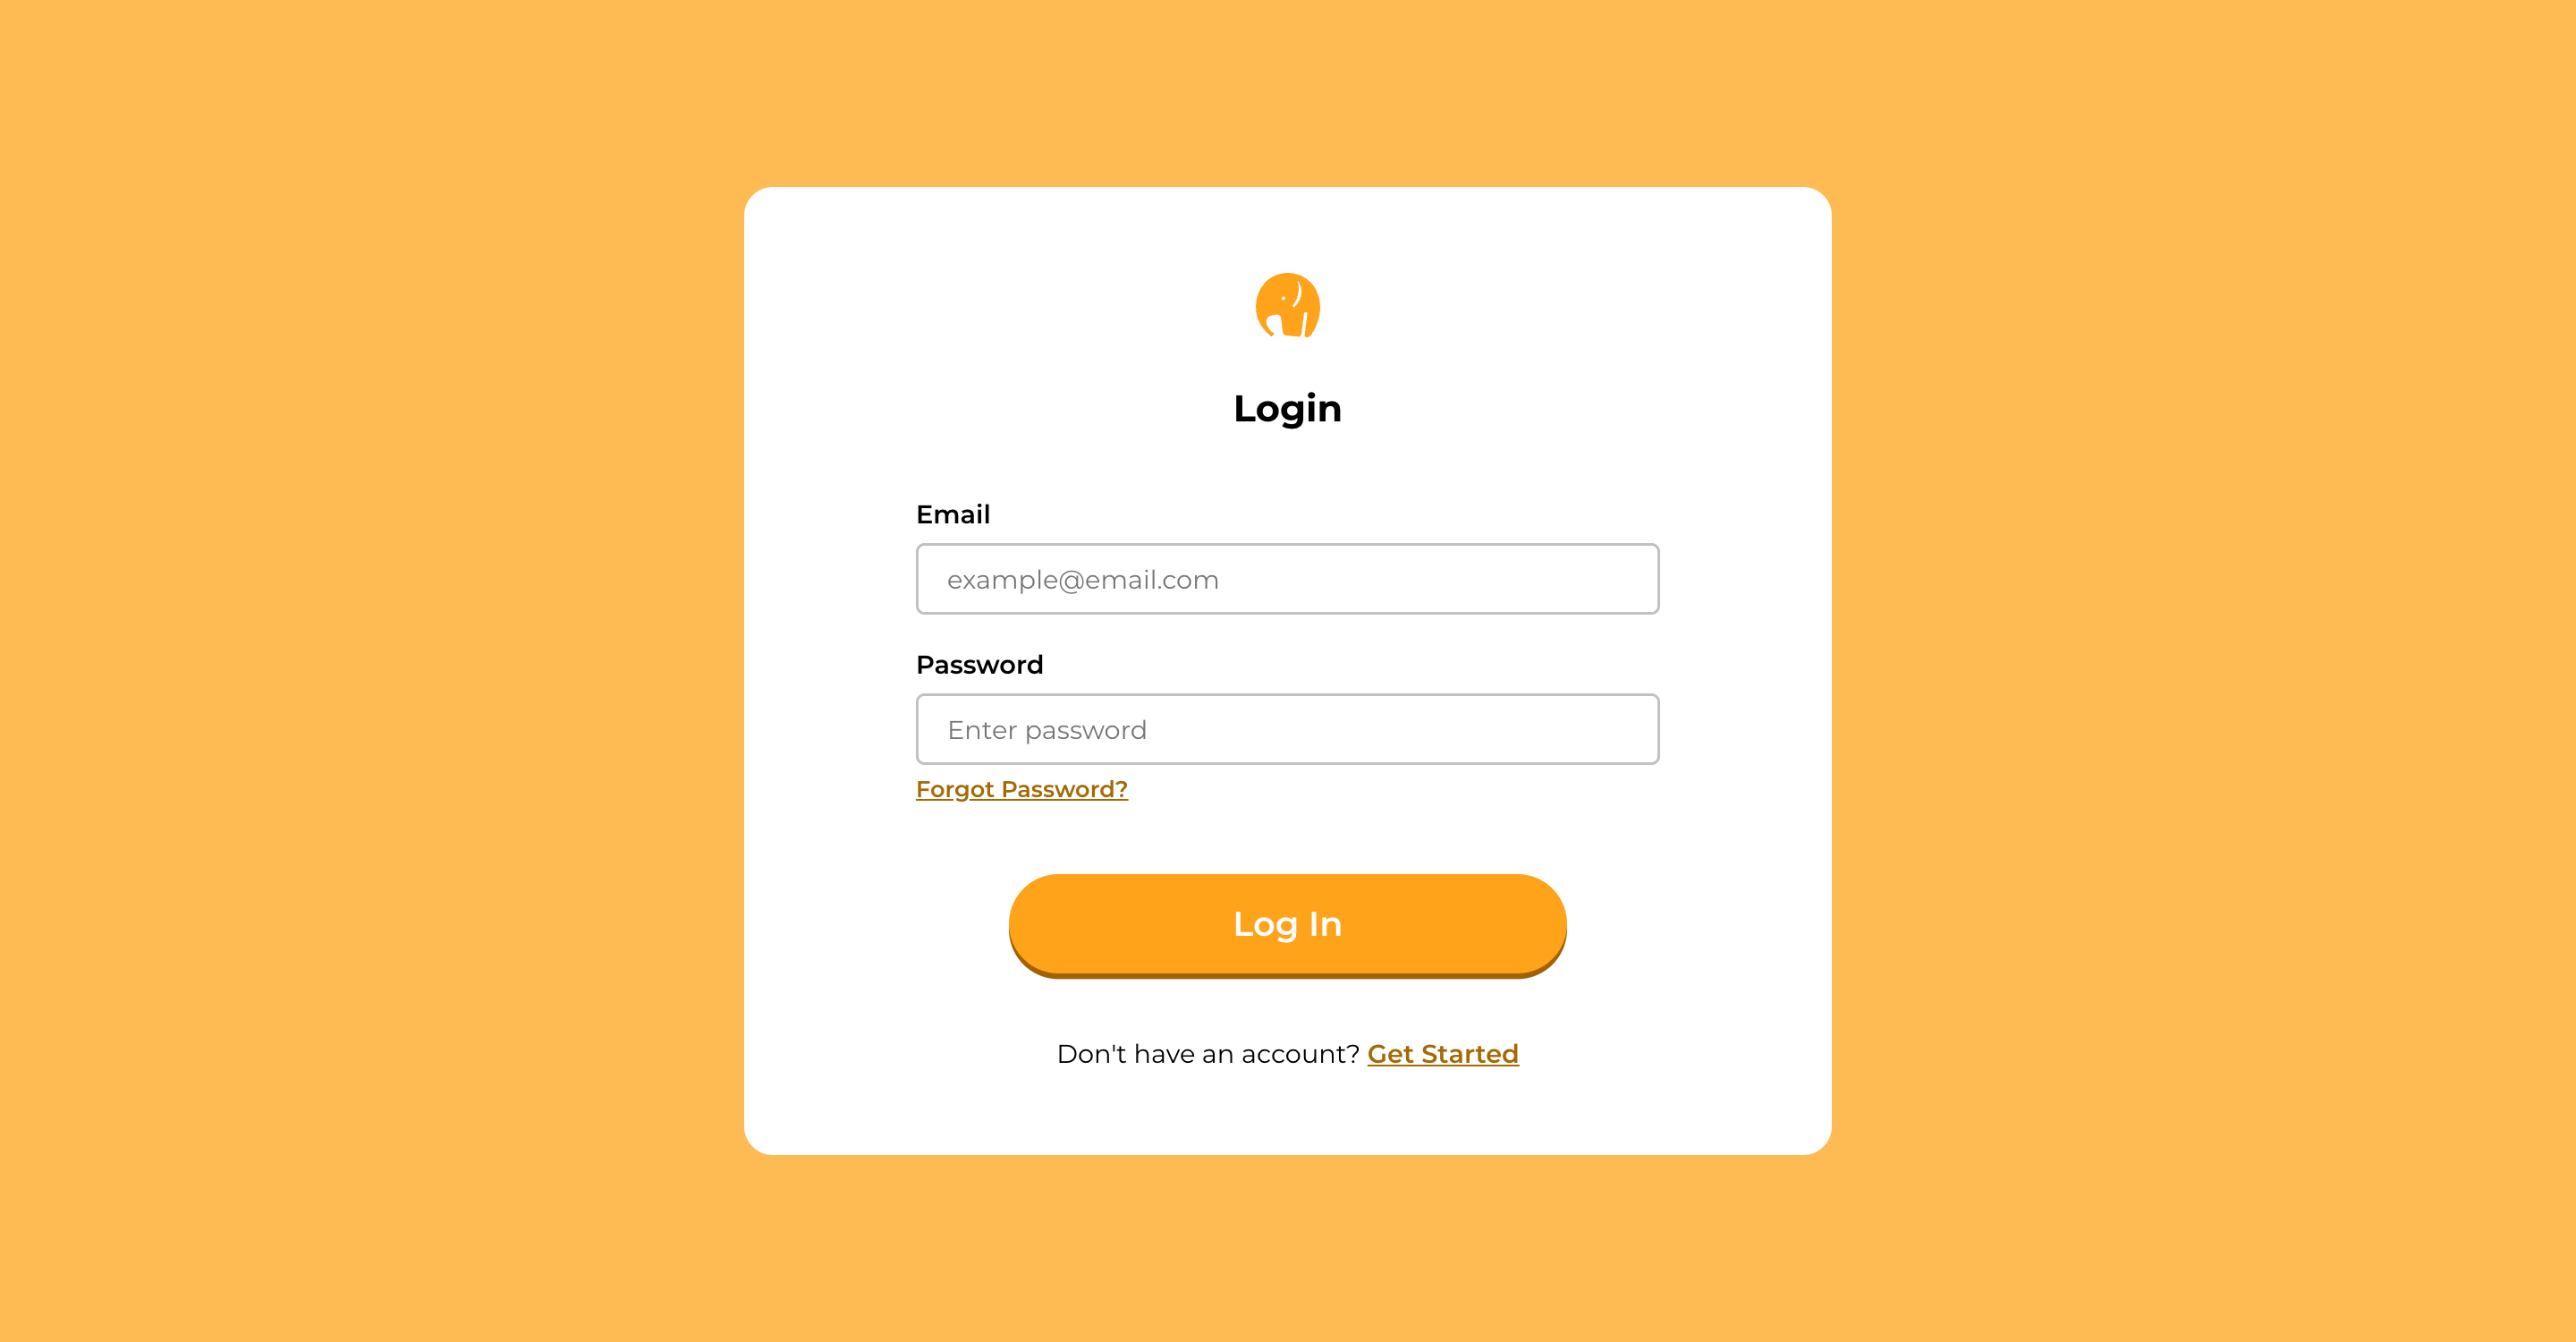 Login
Email
example@email.com
Password
Enter password
Forgot Password?
Log In
Don't have an account? Get Started